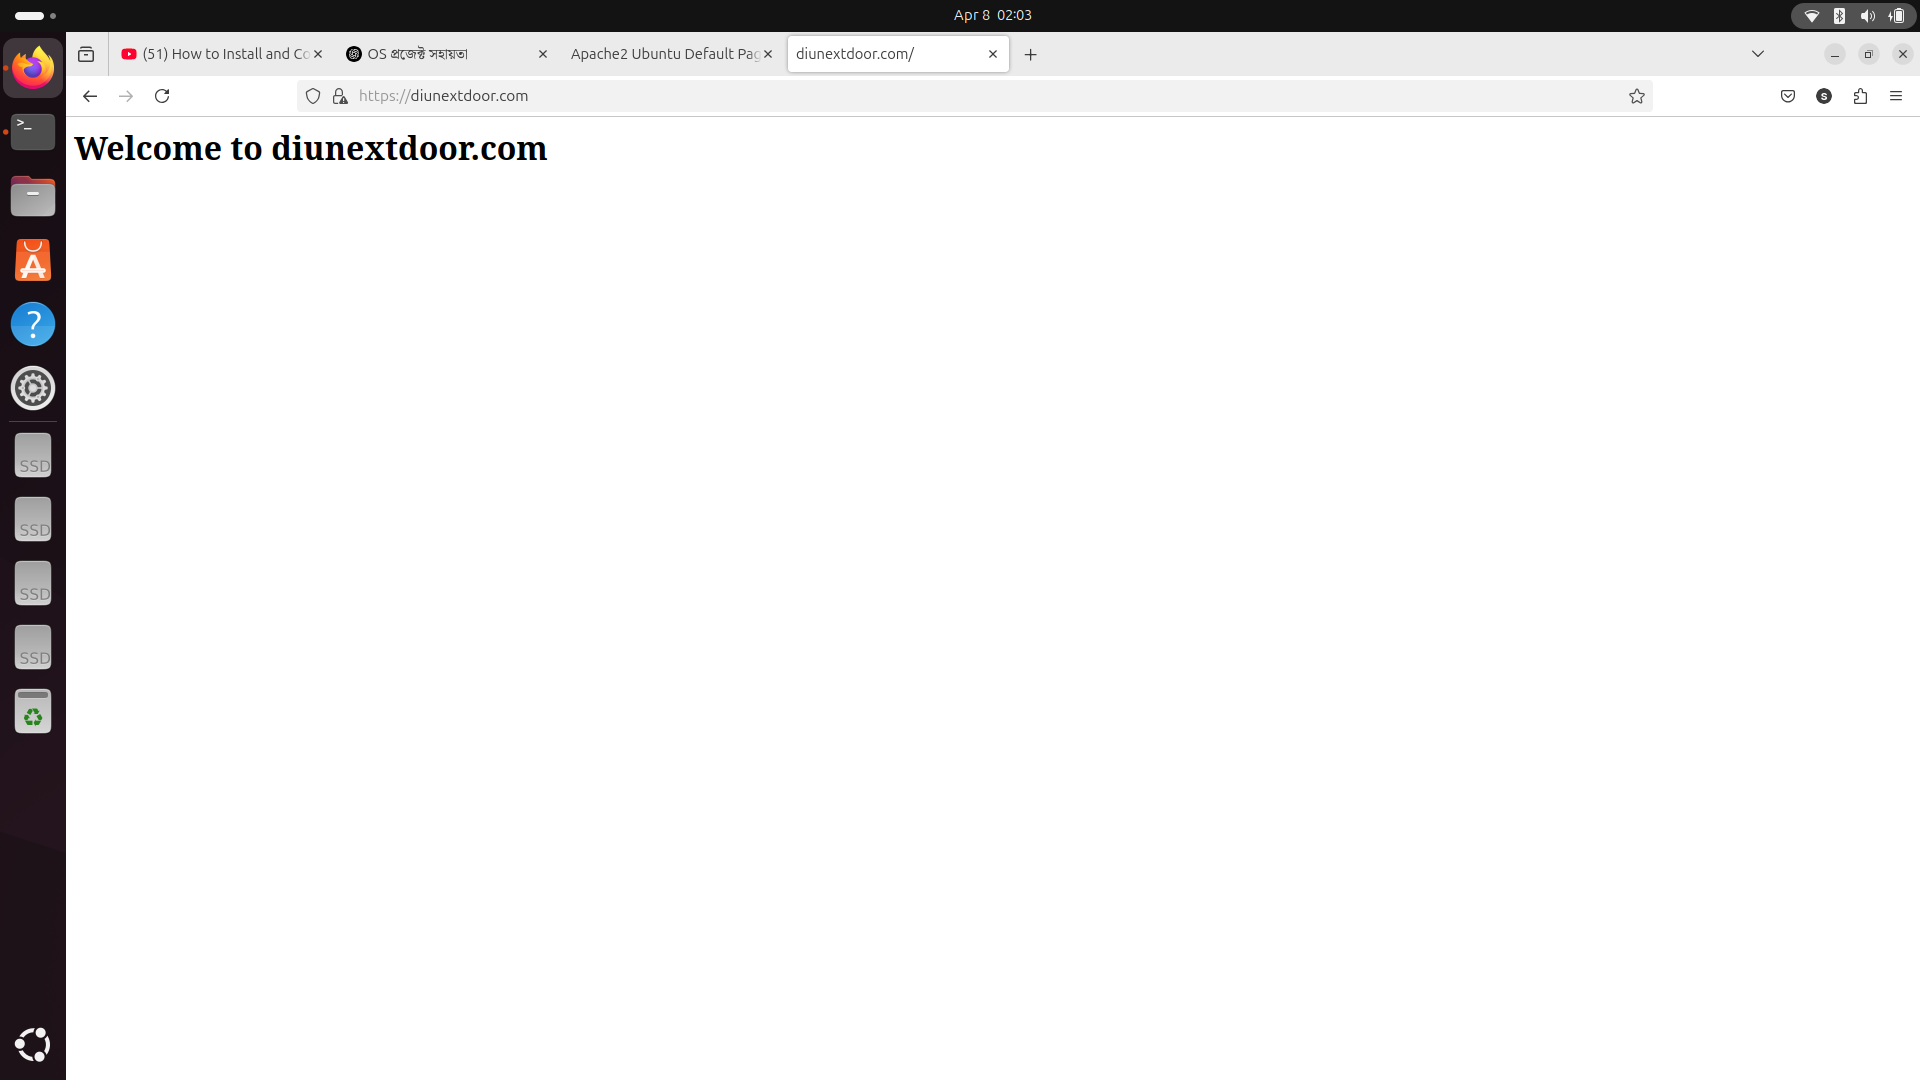 Apr 8 02:03
(51) How to Install and Co
OS প্রজেক্ট সহায়তা
Apache2 Ubuntu Default Pag
diunextdoor.com/
https://diunextdoor.com
S
Welcome to diunextdoor.com
>_
?
SSD
SSD
SSD
SSD